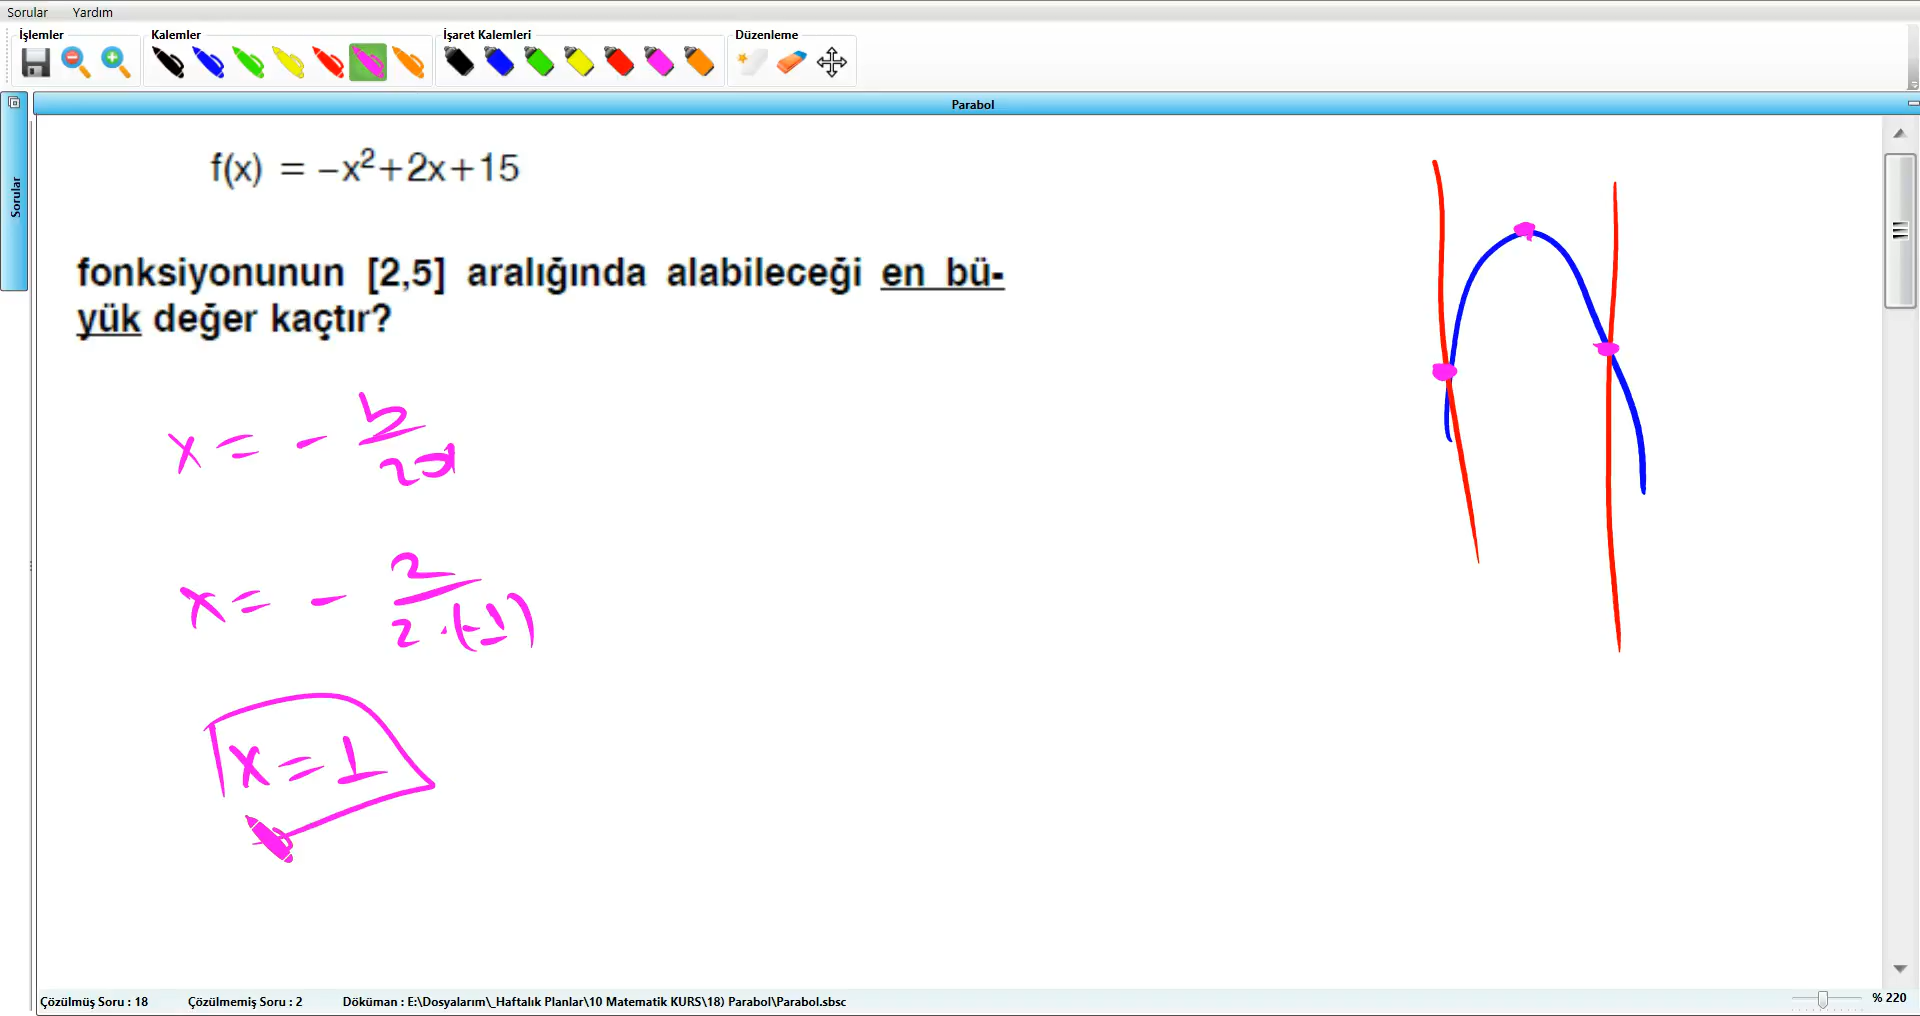 Sorular Yardım
İşlemler Kalemler İşaret Kalemleri Düzenleme
Parabol
Sorular
f(x) = −x²+2x+15
fonksiyonunun [2,5] aralığında alabileceği en bü-
yük değer kaçtır?
x = - b/2a
x = - 2/2.(-1)
x = 1
Çözülmüş Soru : 18 Çözülmemiş Soru : 2 Döküman : E:\Dosyalarım\_Haftalık Planlar\10 Matematik KURS\18) Parabol\Parabol.sbsc % 220